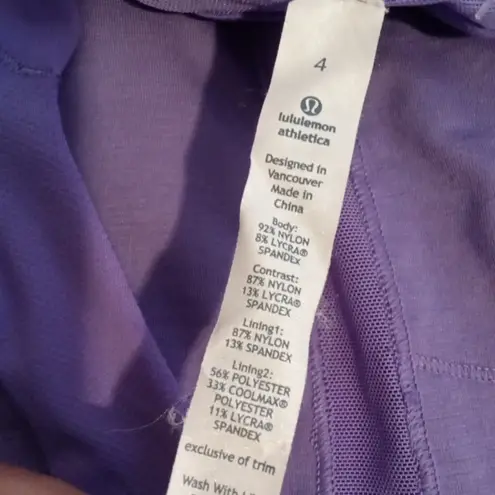 4
lululemon
athletica
Designed in
Vancouver
Made in
China
Body:
92% NYLON
8% LYCRA®
SPANDEX
Contrast:
87% NYLON
13% LYCRA®
SPANDEX
Lining1:
87% NYLON
13% SPANDEX
Lining2:
56% POLYESTER
33% COOLMAX®
POLYESTER
11% LYCRA®
SPANDEX
exclusive of trim
Wash With